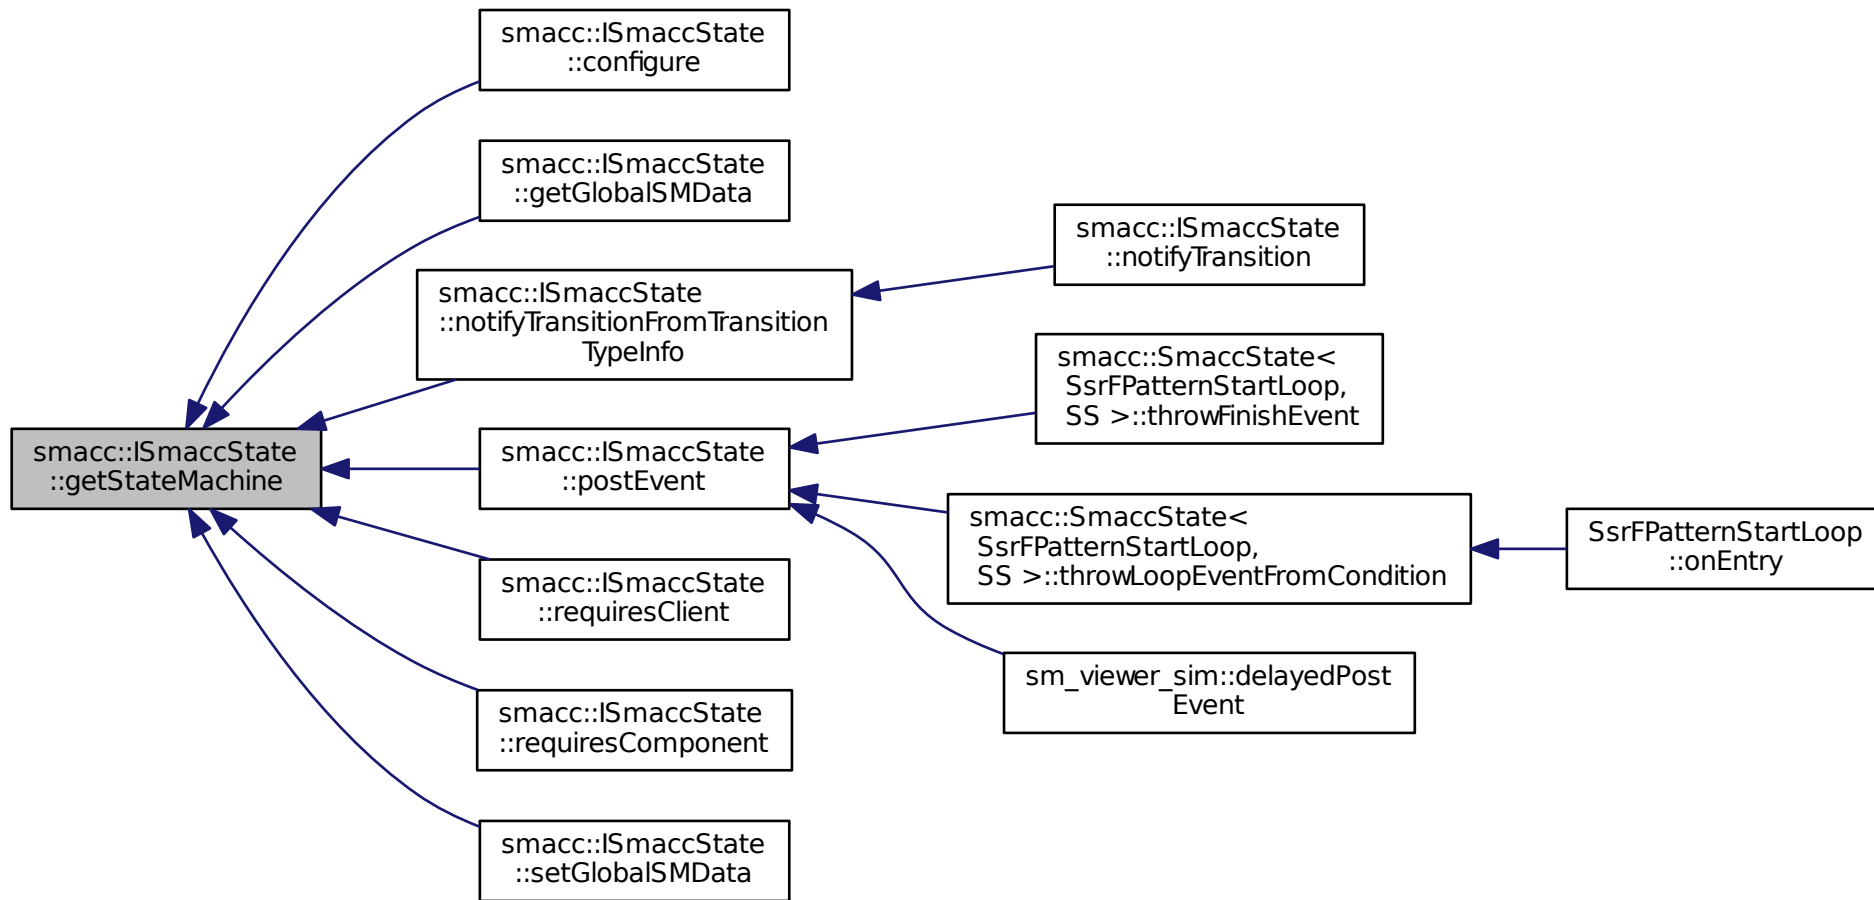 smacc::ISmaccState
::configure
smacc::ISmaccState
::getGlobalSMData
smacc::ISmaccState
::notifyTransition
smacc::ISmaccState
::notifyTransitionFromTransition
TypeInfo
smacc::SmaccState<
SsrFPatternStartLoop,
SS >::throwFinishEvent
smacc::ISmaccState
::getStateMachine
smacc::ISmaccState
::postEvent
smacc::SmaccState<
SsrFPatternStartLoop,
SS >::throwLoopEventFromCondition
SsrFPatternStartLoop
::onEntry
smacc::ISmaccState
::requiresClient
sm_viewer_sim::delayedPost
Event
smacc::ISmaccState
::requiresComponent
smacc::ISmaccState
::setGlobalSMData